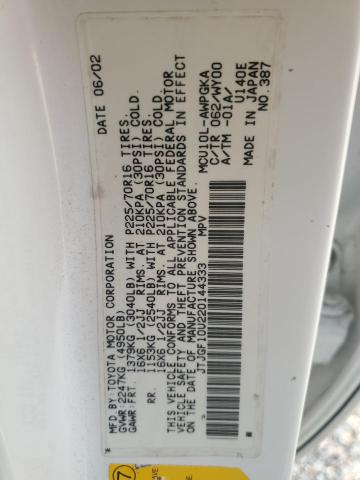 MFD BY:TOYOTA MOTOR CORPORATION DATE 06/02
GVWR:2247KG (4950LB)
GAWR:FRT. 1379KG (3040LB) WITH P225/70R16 TIRES.
16X6 1/2JJ RIMS. AT 210KPA (30PSI) COLD.
RR. 1153KG (2540LB) WITH P225/70R16 TIRES.
16X6 1/2JJ RIMS. AT 210KPA (30PSI) COLD.
THIS VEHICLE CONFORMS TO ALL APPLICABLE FEDERAL MOTOR
VEHICLE SAFETY AND THEFT PREVENTION STANDARDS IN EFFECT
ON THE DATE OF MANUFACTURE SHOWN ABOVE.
JTJGF10U220144333 MPV
MCU10L-AWPGKA
C/TR 062/WY00
A/TM -01A/ U140E
MADE IN JAPAN
NO.387